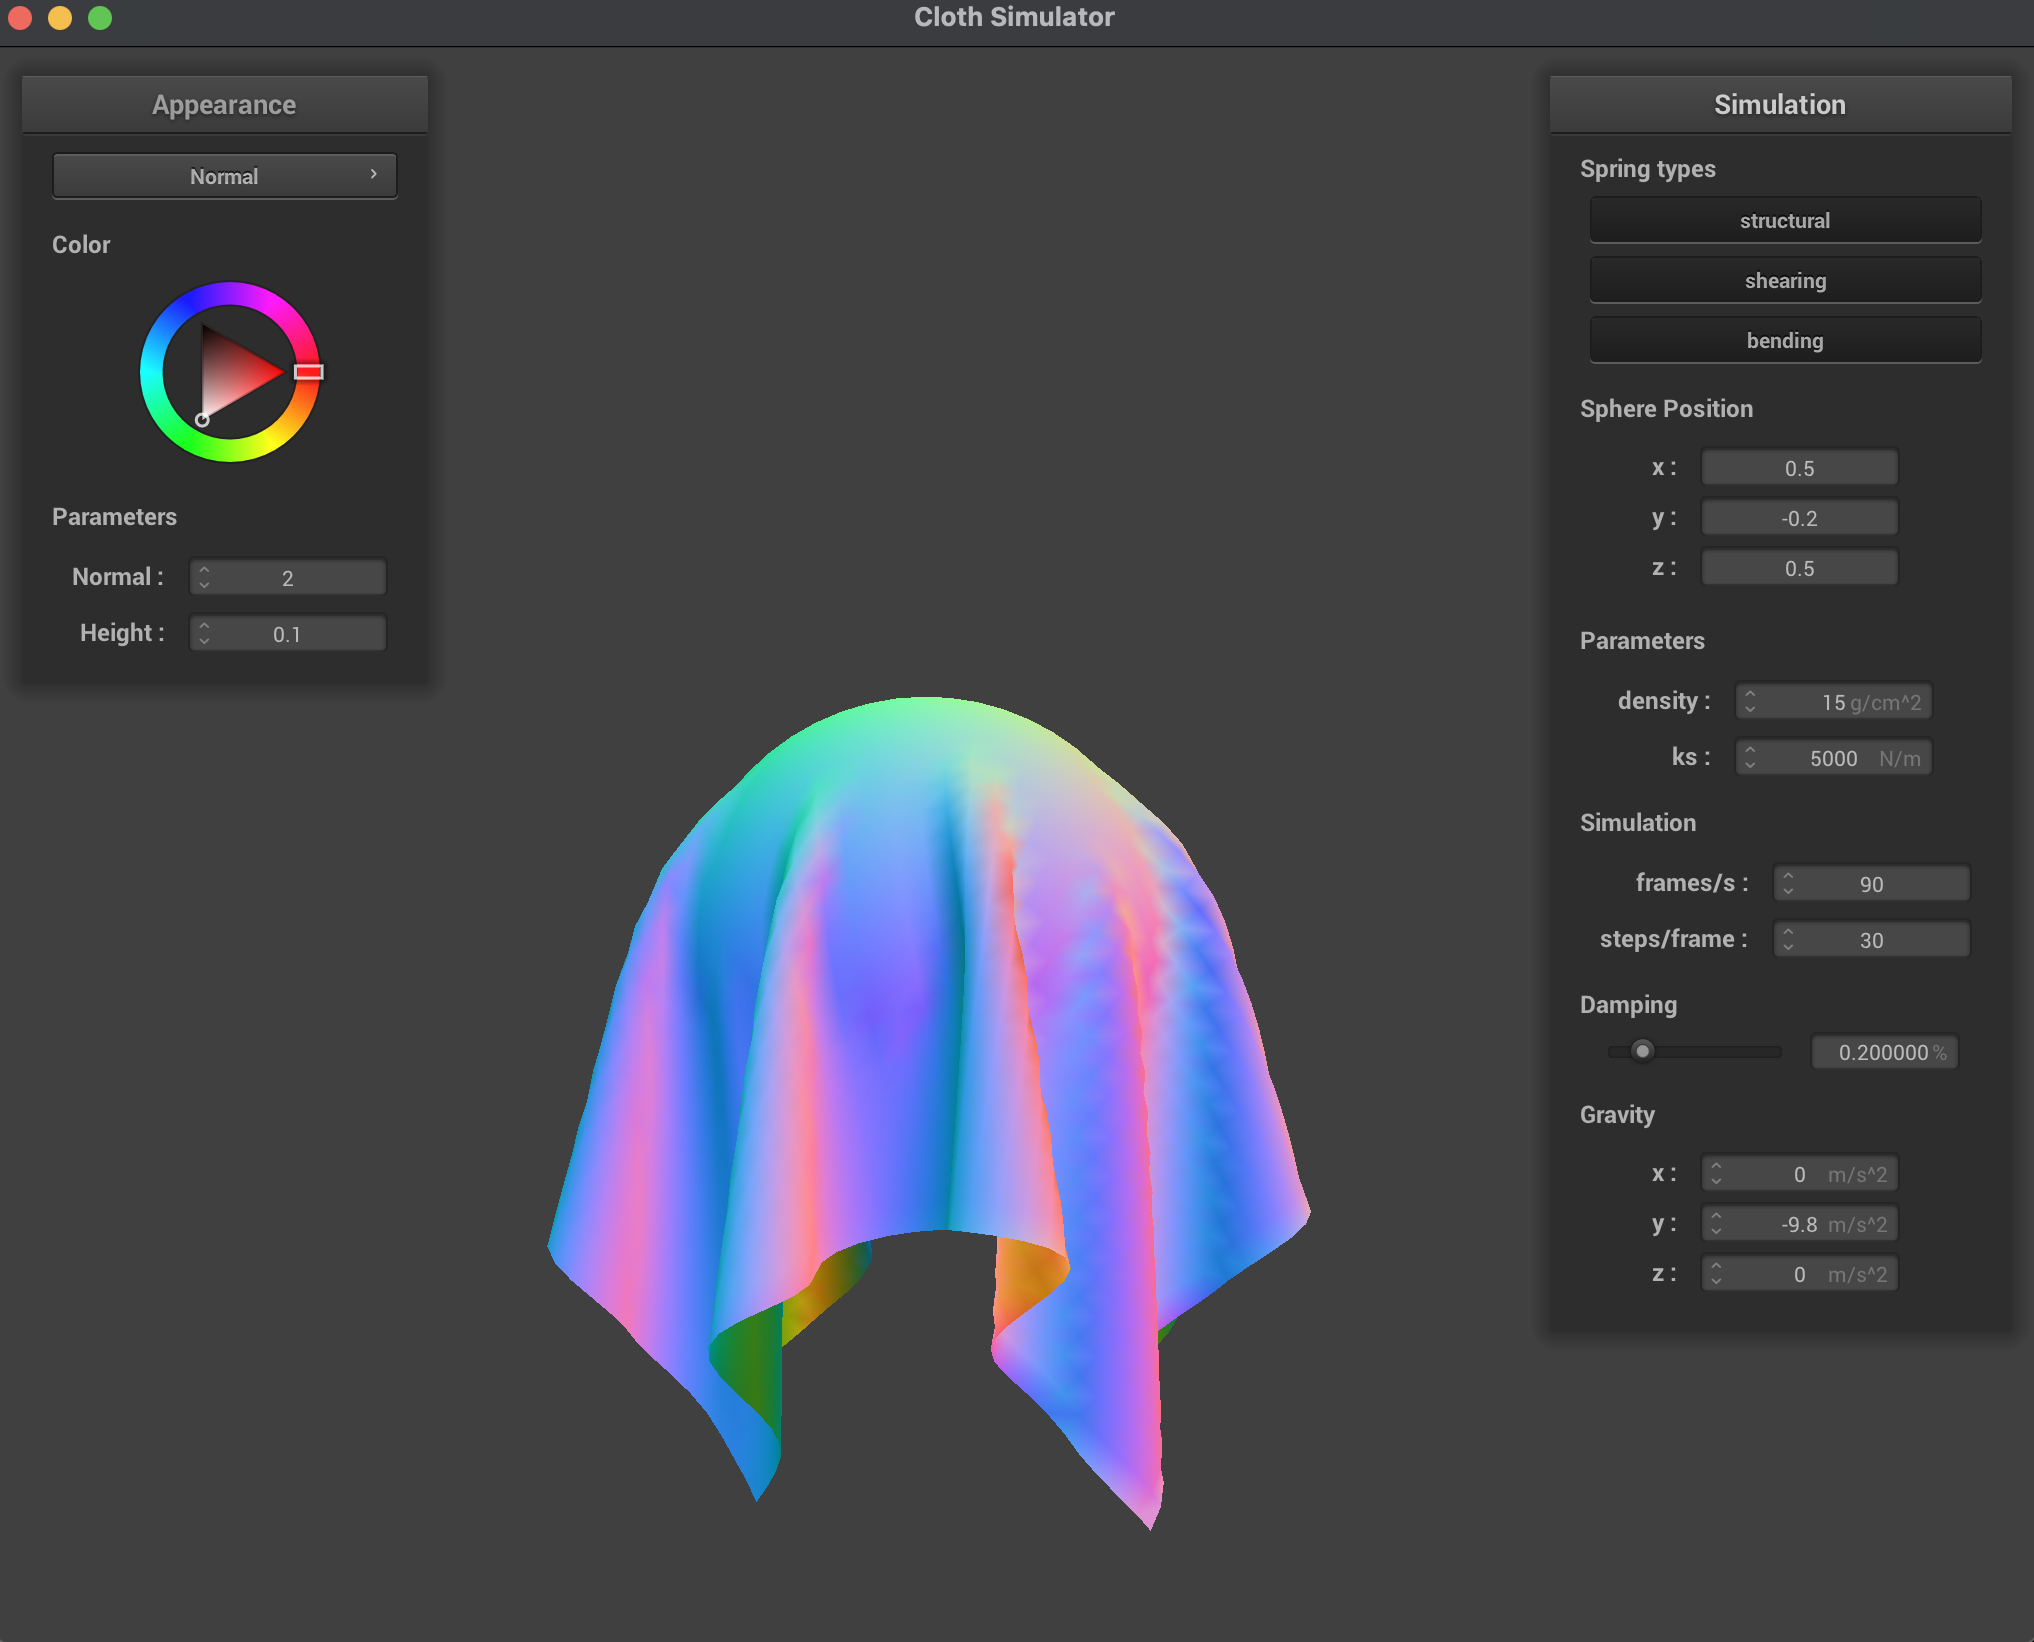 Cloth Simulator
Appearance
Normal
Color
Parameters
Normal : 2
Height : 0.1
Simulation
Spring types
structural
shearing
bending
Sphere Position
x : 0.5
y : -0.2
z : 0.5
Parameters
density : 15 g/cm^2
ks : 5000 N/m
Simulation
frames/s : 90
steps/frame : 30
Damping
0.200000 %
Gravity
x : 0 m/s^2
y : -9.8 m/s^2
z : 0 m/s^2